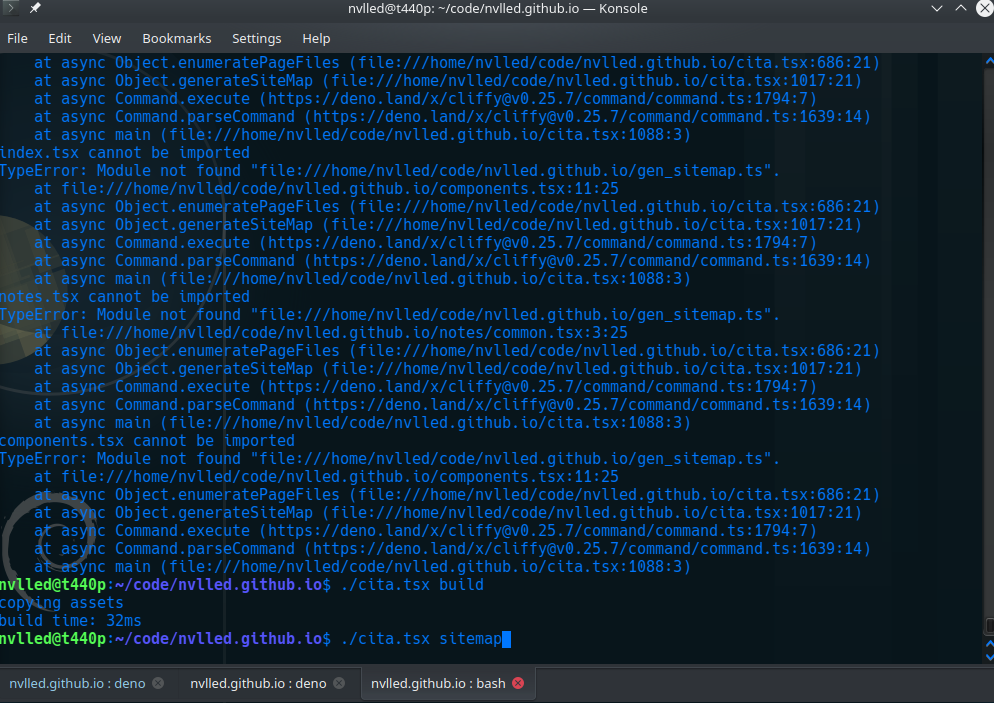 nvlled@t440p: ~/code/nvlled.github.io — Konsole
File Edit View Bookmarks Settings Help
at async Object.enumeratePageFiles (file:///home/nvlled/code/nvlled.github.io/cita.tsx:686:21)
at async Object.generateSiteMap (file:///home/nvlled/code/nvlled.github.io/cita.tsx:1017:21)
at async Command.execute (https://deno.land/x/cliffy@v0.25.7/command/command.ts:1794:7)
at async Command.parseCommand (https://deno.land/x/cliffy@v0.25.7/command/command.ts:1639:14)
at async main (file:///home/nvlled/code/nvlled.github.io/cita.tsx:1088:3)
index.tsx cannot be imported
TypeError: Module not found "file:///home/nvlled/code/nvlled.github.io/gen_sitemap.ts".
at file:///home/nvlled/code/nvlled.github.io/components.tsx:11:25
at async Object.enumeratePageFiles (file:///home/nvlled/code/nvlled.github.io/cita.tsx:686:21)
at async Object.generateSiteMap (file:///home/nvlled/code/nvlled.github.io/cita.tsx:1017:21)
at async Command.execute (https://deno.land/x/cliffy@v0.25.7/command/command.ts:1794:7)
at async Command.parseCommand (https://deno.land/x/cliffy@v0.25.7/command/command.ts:1639:14)
at async main (file:///home/nvlled/code/nvlled.github.io/cita.tsx:1088:3)
notes.tsx cannot be imported
TypeError: Module not found "file:///home/nvlled/code/nvlled.github.io/gen_sitemap.ts".
at file:///home/nvlled/code/nvlled.github.io/notes/common.tsx:3:25
at async Object.enumeratePageFiles (file:///home/nvlled/code/nvlled.github.io/cita.tsx:686:21)
at async Object.generateSiteMap (file:///home/nvlled/code/nvlled.github.io/cita.tsx:1017:21)
at async Command.execute (https://deno.land/x/cliffy@v0.25.7/command/command.ts:1794:7)
at async Command.parseCommand (https://deno.land/x/cliffy@v0.25.7/command/command.ts:1639:14)
at async main (file:///home/nvlled/code/nvlled.github.io/cita.tsx:1088:3)
components.tsx cannot be imported
TypeError: Module not found "file:///home/nvlled/code/nvlled.github.io/gen_sitemap.ts".
at file:///home/nvlled/code/nvlled.github.io/components.tsx:11:25
at async Object.enumeratePageFiles (file:///home/nvlled/code/nvlled.github.io/cita.tsx:686:21)
at async Object.generateSiteMap (file:///home/nvlled/code/nvlled.github.io/cita.tsx:1017:21)
at async Command.execute (https://deno.land/x/cliffy@v0.25.7/command/command.ts:1794:7)
at async Command.parseCommand (https://deno.land/x/cliffy@v0.25.7/command/command.ts:1639:14)
at async main (file:///home/nvlled/code/nvlled.github.io/cita.tsx:1088:3)
nvlled@t440p:~/code/nvlled.github.io$ ./cita.tsx build
copying assets
build time: 32ms
nvlled@t440p:~/code/nvlled.github.io$ ./cita.tsx sitemap
nvlled.github.io : deno nvlled.github.io : deno nvlled.github.io : bash